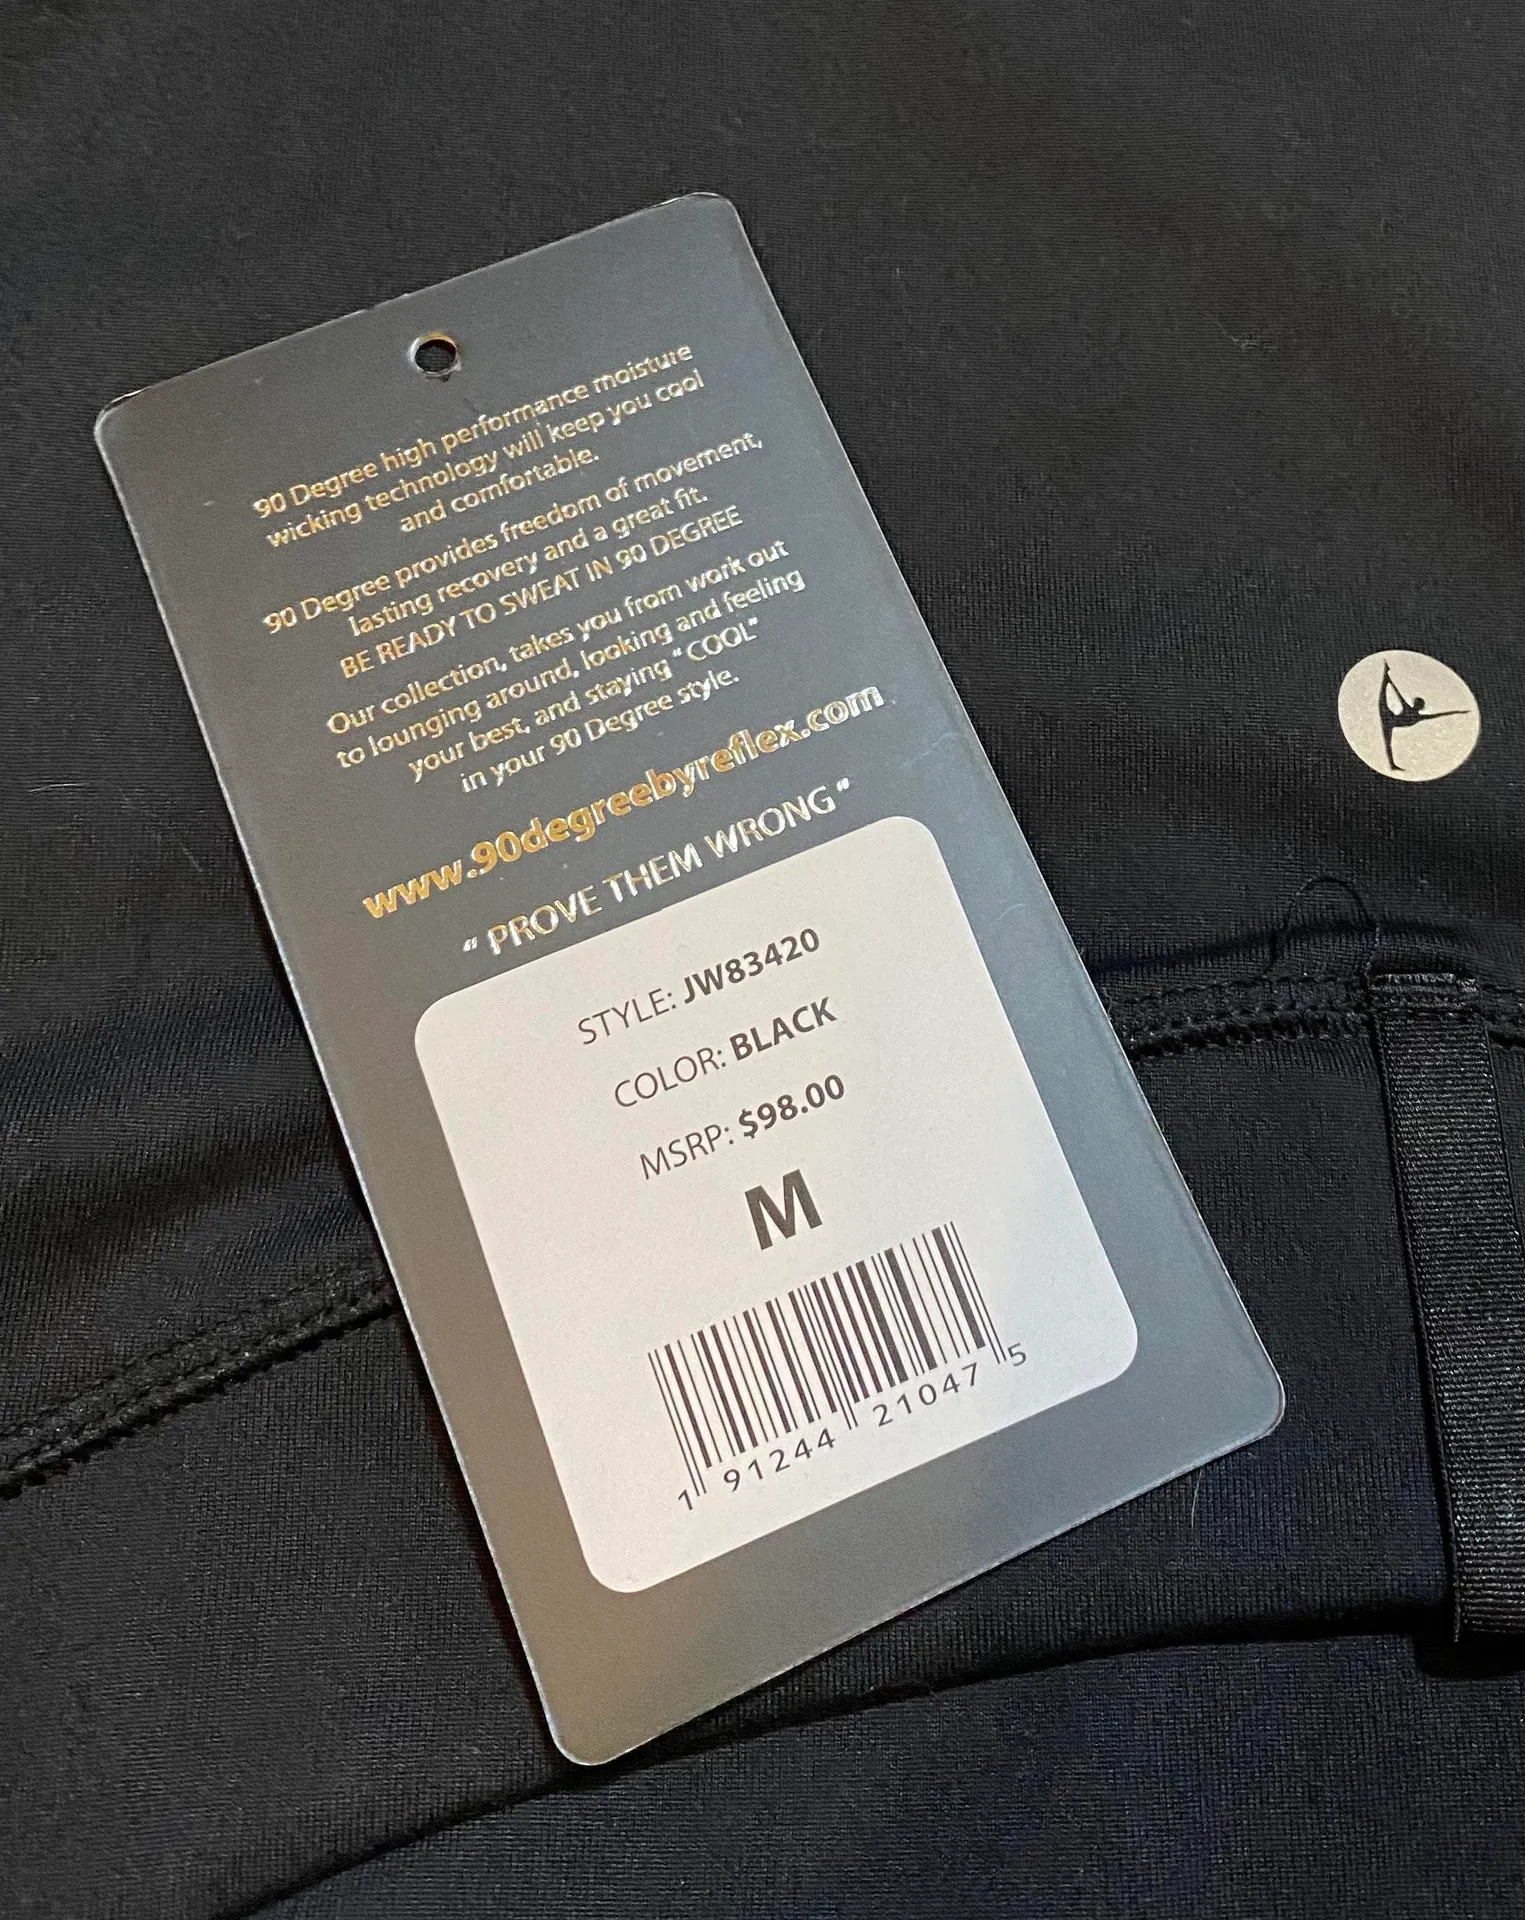 90 Degree high performance moisture
wicking technology will keep you cool
and comfortable.
90 Degree provides freedom of movement,
lasting recovery and a great fit.
BE READY TO SWEAT IN 90 DEGREE
Our collection, takes you from work out
to lounging around, looking and feeling
your best, and staying "COOL"
in your 90 Degree style.
www.90degreebyreflex.com
"PROVE THEM WRONG"
STYLE: JW83420
COLOR: BLACK
MSRP: $98.00
M
1 91244 21047 5